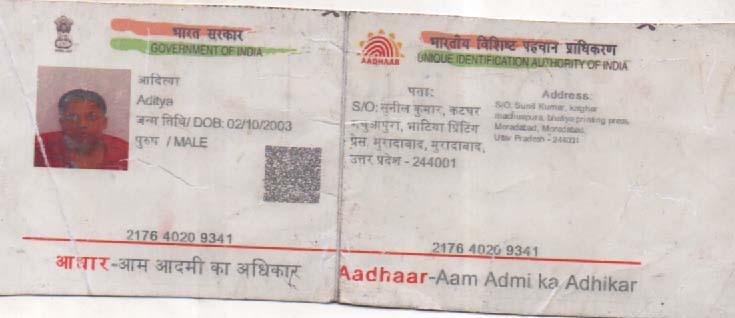 भारत सरकार
GOVERNMENT OF INDIA
आदित्या
Aditya
जन्म तिथि/ DOB: 02/10/2003
पुरुष / MALE
2176 4020 9341
आधार-आम आदमी का अधिकार
भारतीय विशिष्ट पहचान प्राधिकरण
UNIQUE IDENTIFICATION AUTHORITY OF INDIA
AADHAAR
पता:
S/O: सुनील कुमार, कटघर
भाटिया प्रिंटिंग
प्रेस, मुरादाबाद, मुरादाबाद,
उत्तर प्रदेश - 244001
Address:
S/O: Sunil Kumar, katghar
madhuapura, bhatiya printing press,
Moradabad, Moradabad,
Uttar Pradesh - 244001
2176 4020 9341
Aadhaar-Aam Admi ka Adhikar